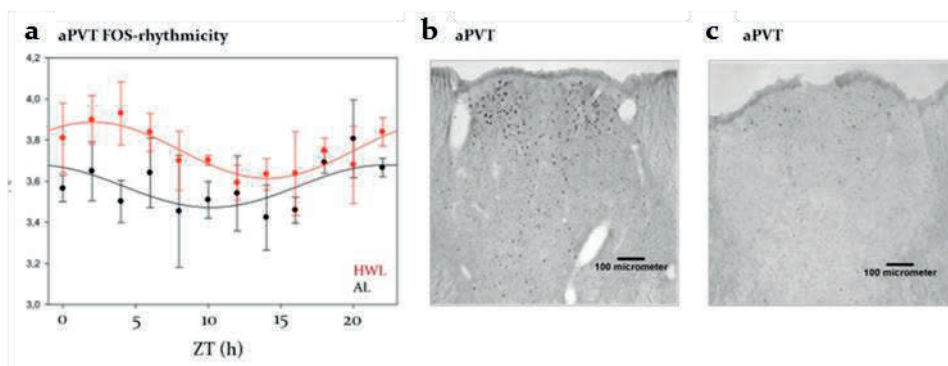 a aPVT FOS-rhythmicity
4,2
4,0
3,8
3,6
3,4
3,2
3,0
0 5 10 15 20
ZT (h)
HWL
AL
b aPVT
100 micrometer
c aPVT
100 micrometer